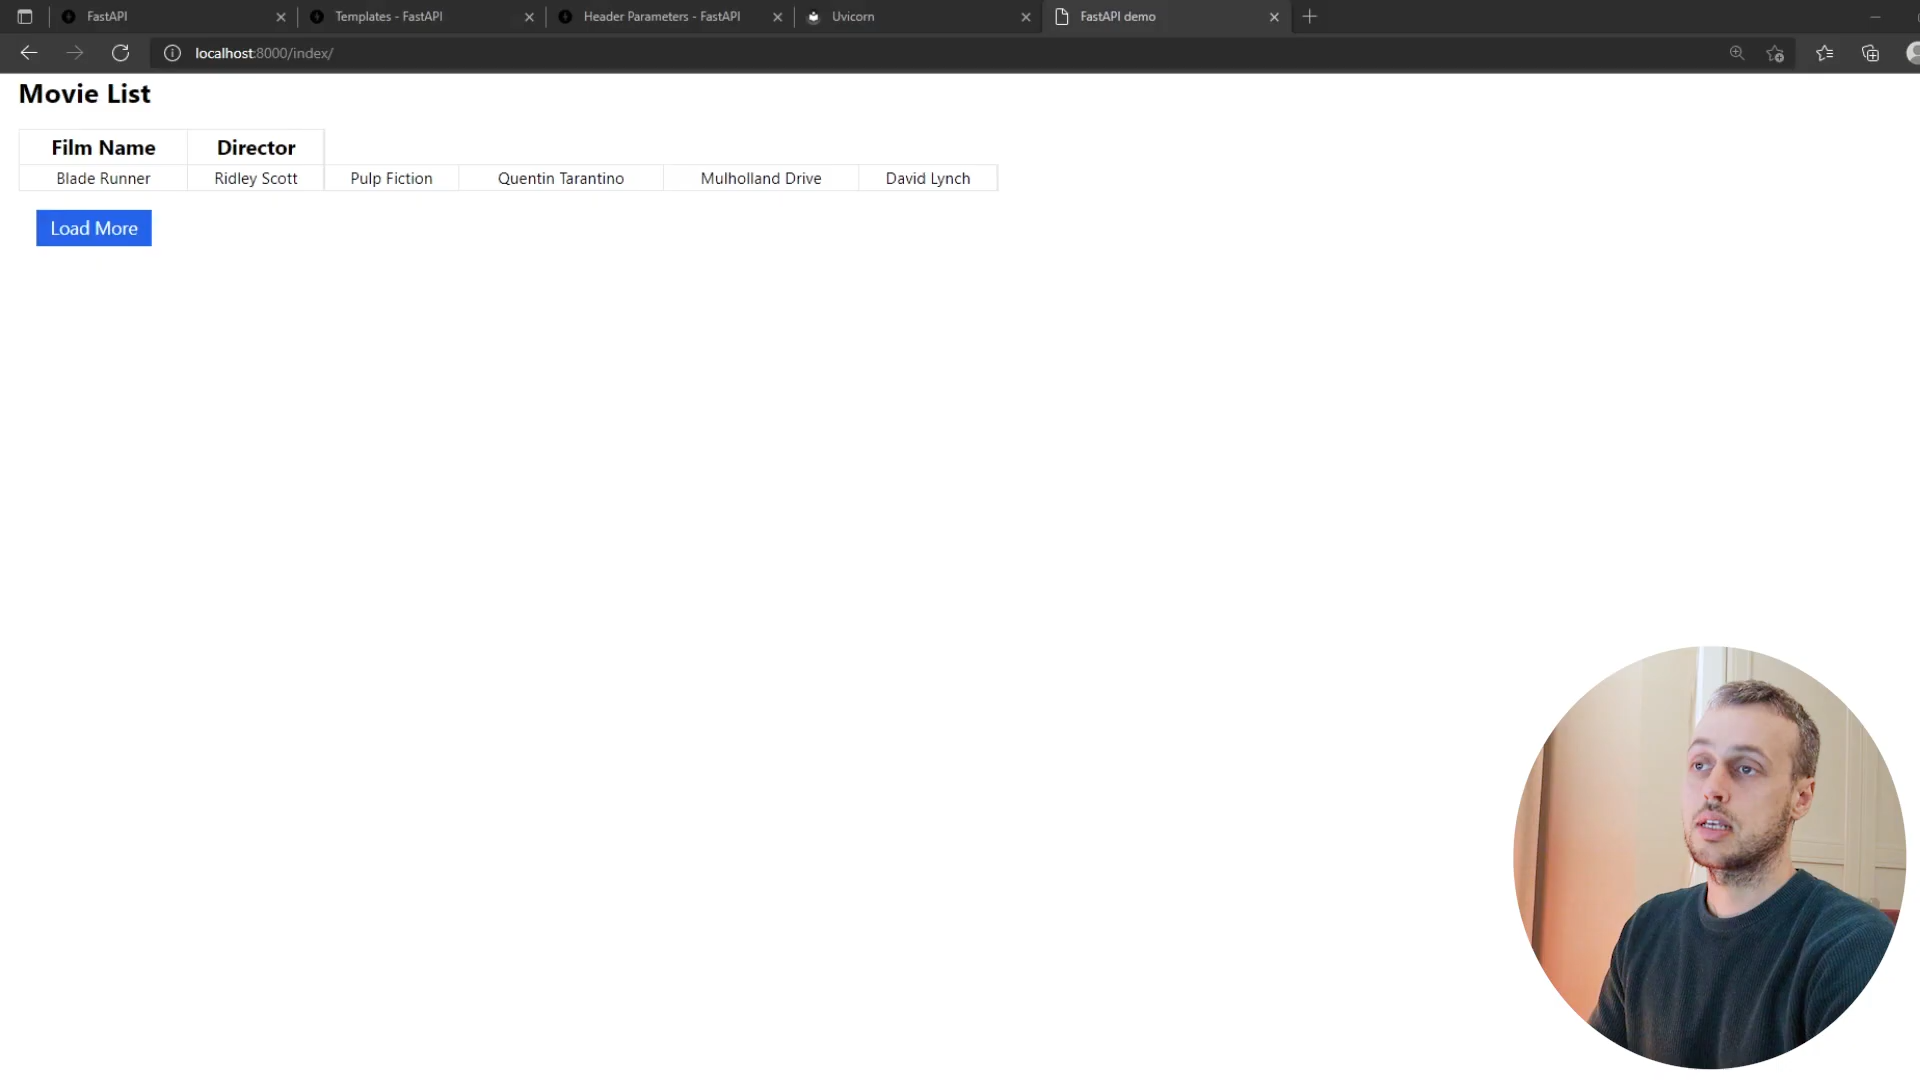 FastAPI
Templates - FastAPI
Header Parameters - FastAPI
Uvicorn
FastAPI demo
localhost:8000/index/
Movie List
Film Name Director
Blade Runner Ridley Scott Pulp Fiction Quentin Tarantino Mulholland Drive David Lynch
Load More